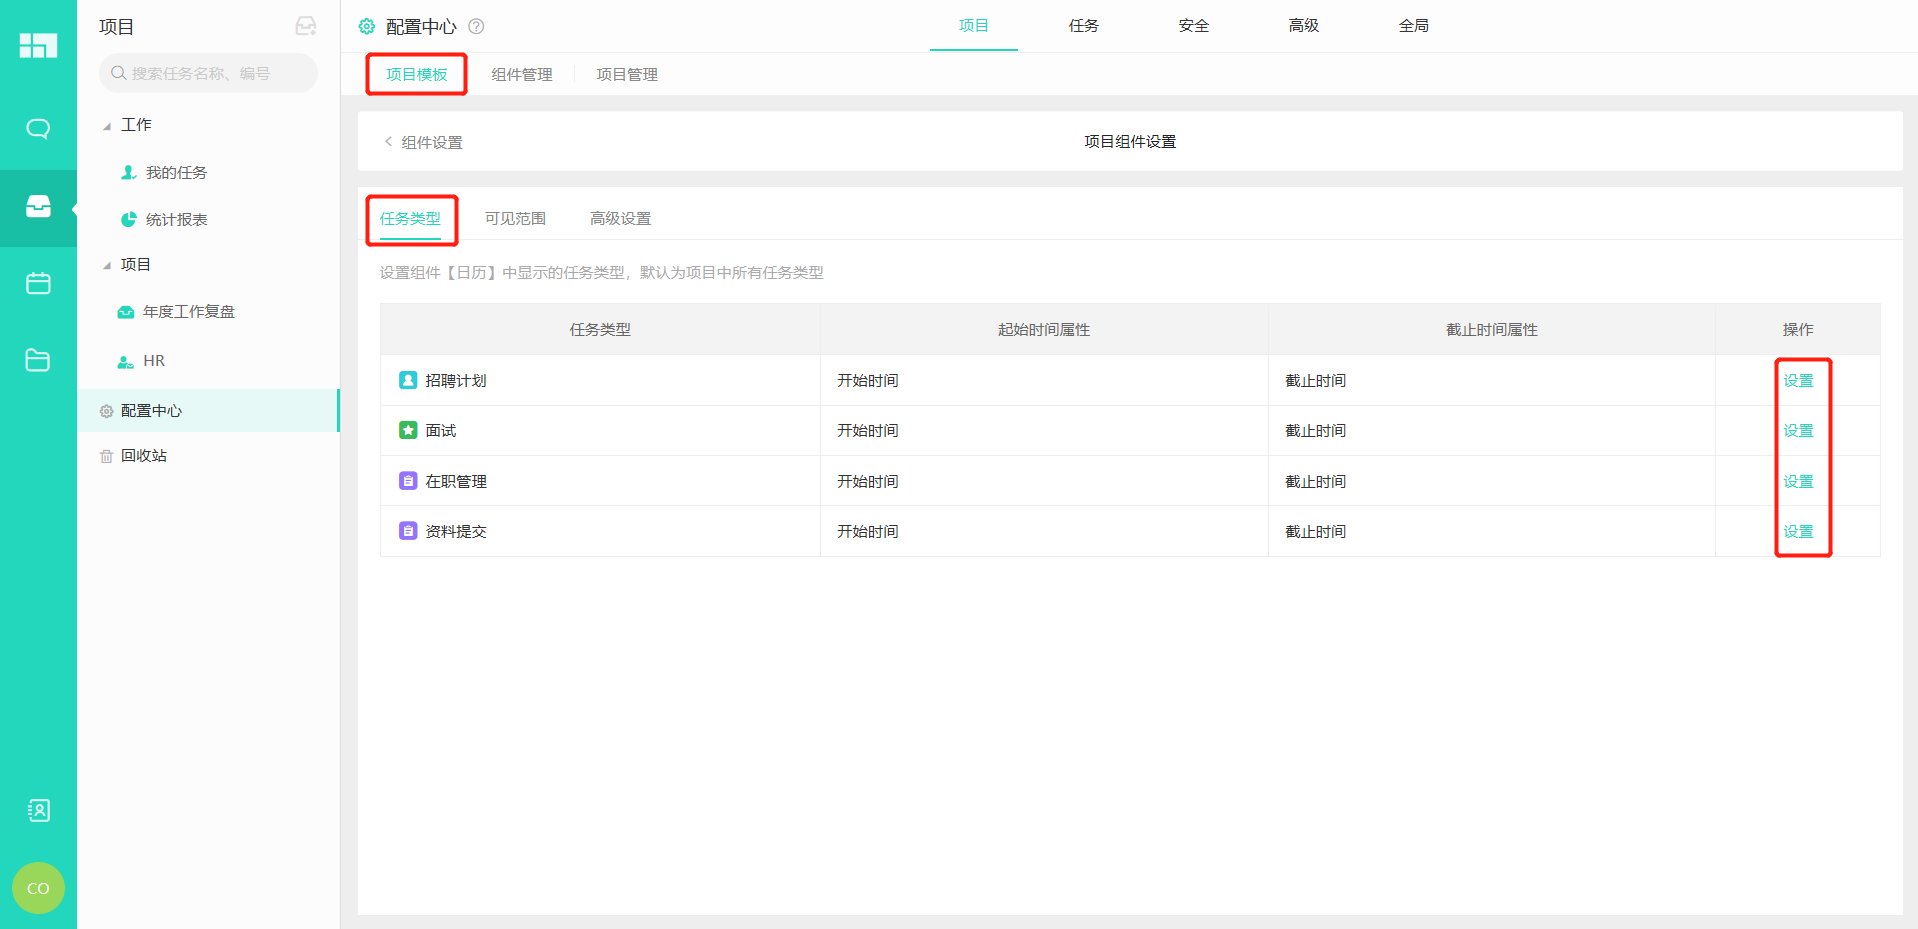 项目
搜索任务名称、编号
工作
我的任务
统计报表
项目
年度工作复盘
HR
配置中心
回收站
CO
配置中心 ?
项目 任务 安全 高级 全局
项目模板 组件管理 项目管理
< 组件设置 项目组件设置
任务类型 可见范围 高级设置
设置组件【日历】中显示的任务类型，默认为项目中所有任务类型
任务类型 起始时间属性 截止时间属性 操作
招聘计划 开始时间 截止时间 设置
面试 开始时间 截止时间 设置
在职管理 开始时间 截止时间 设置
资料提交 开始时间 截止时间 设置